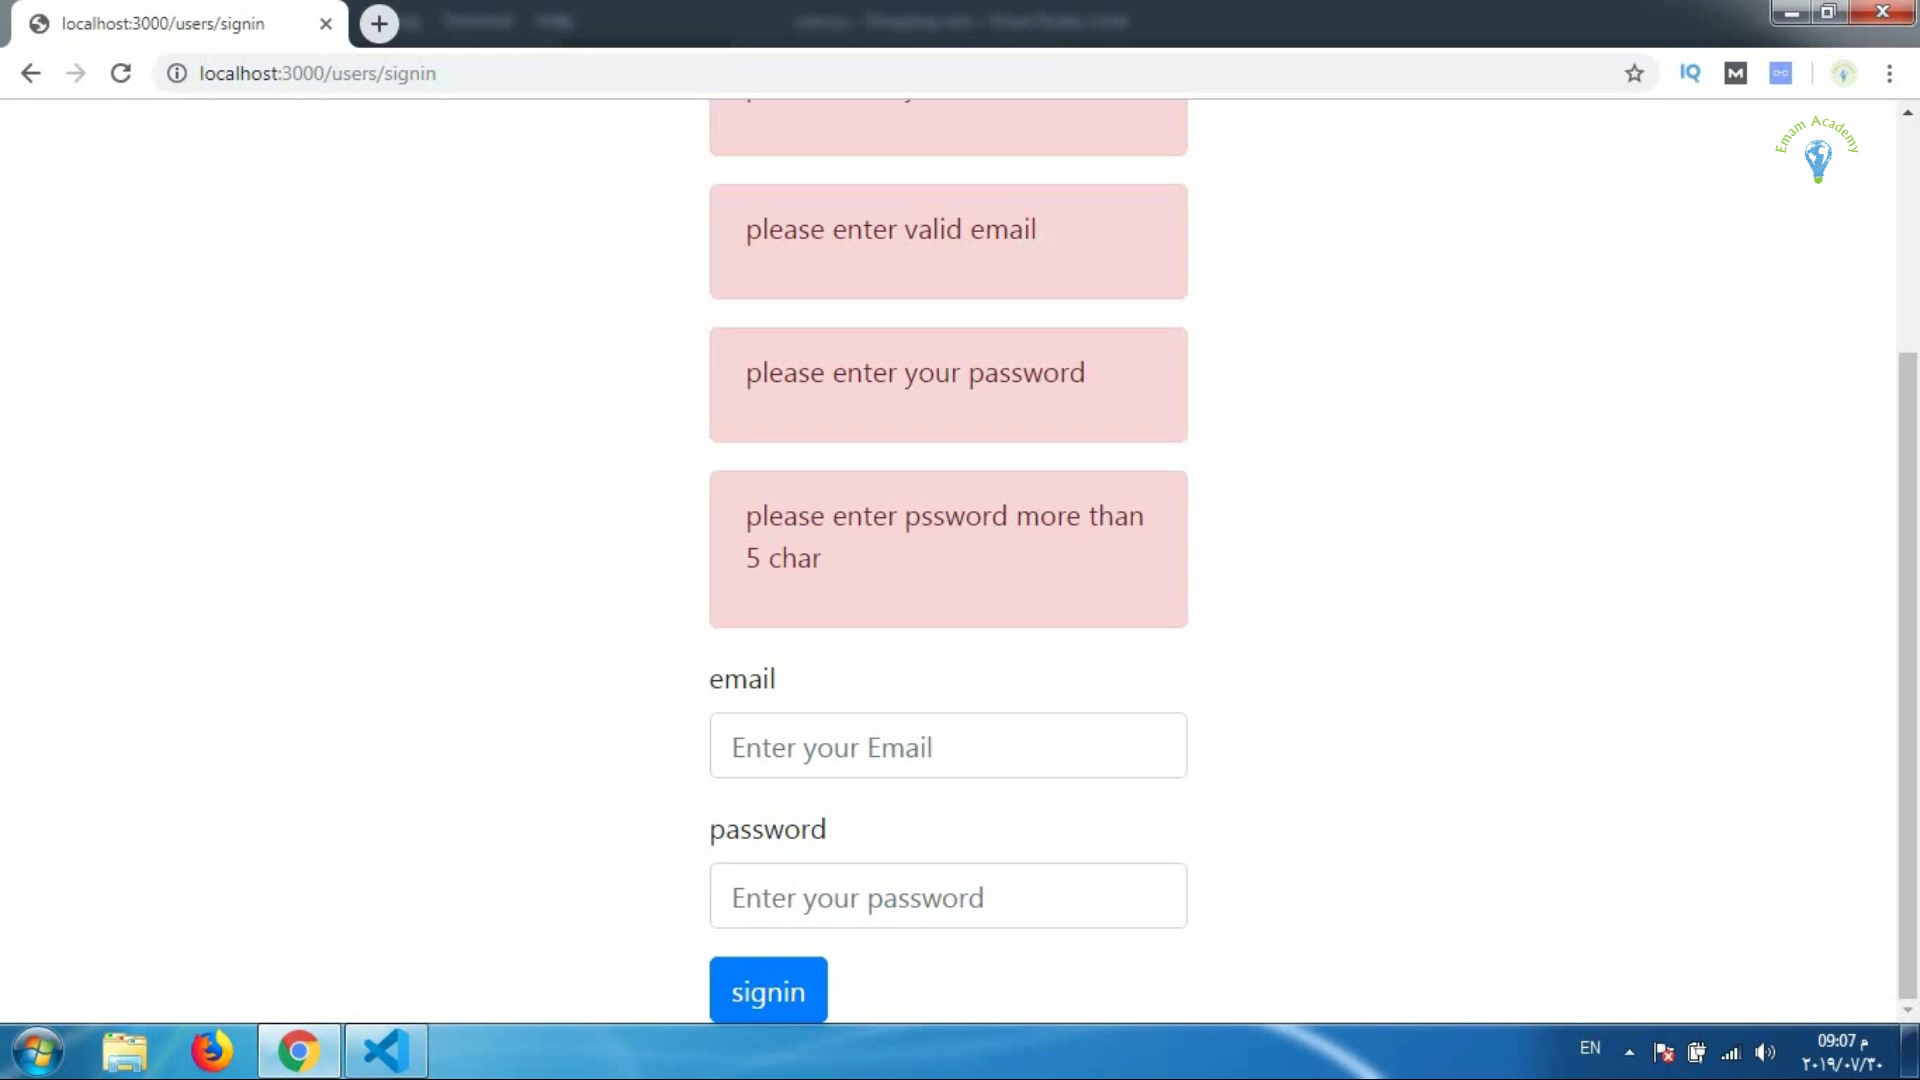 localhost:3000/users/signin
localhost:3000/users/signin
IQ
M
Emam Academy
please enter valid email
please enter your password
please enter pssword more than
5 char
email
Enter your Email
password
Enter your password
signin
EN
09:07 م
٢٠١٩/٠٧/٣٠